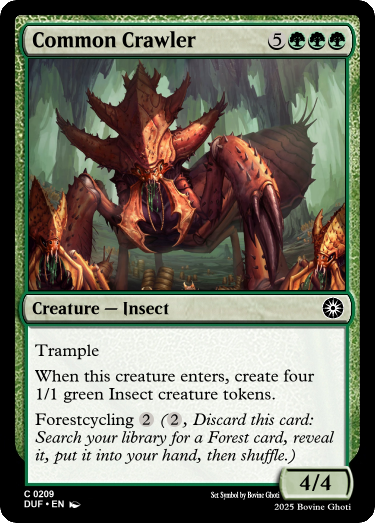 Common Crawler 5
Creature — Insect
Trample
When this creature enters, create four
1/1 green Insect creature tokens.
Forestcycling 2 (2, Discard this card:
Search your library for a Forest card, reveal
it, put it into your hand, then shuffle.)
4/4
C 0209
DUF • EN
Set Symbol by Bovine Ghoti
2025 Bovine Ghoti